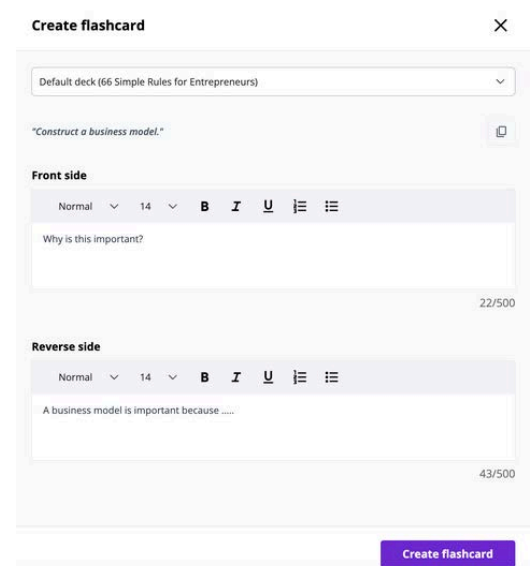 Create flashcard
Default deck (66 Simple Rules for Entrepreneurs)
"Construct a business model."
Front side
Normal 14 B I U
Why is this important?
22/500
Reverse side
Normal 14 B I U
A business model is important because .....
43/500
Create flashcard